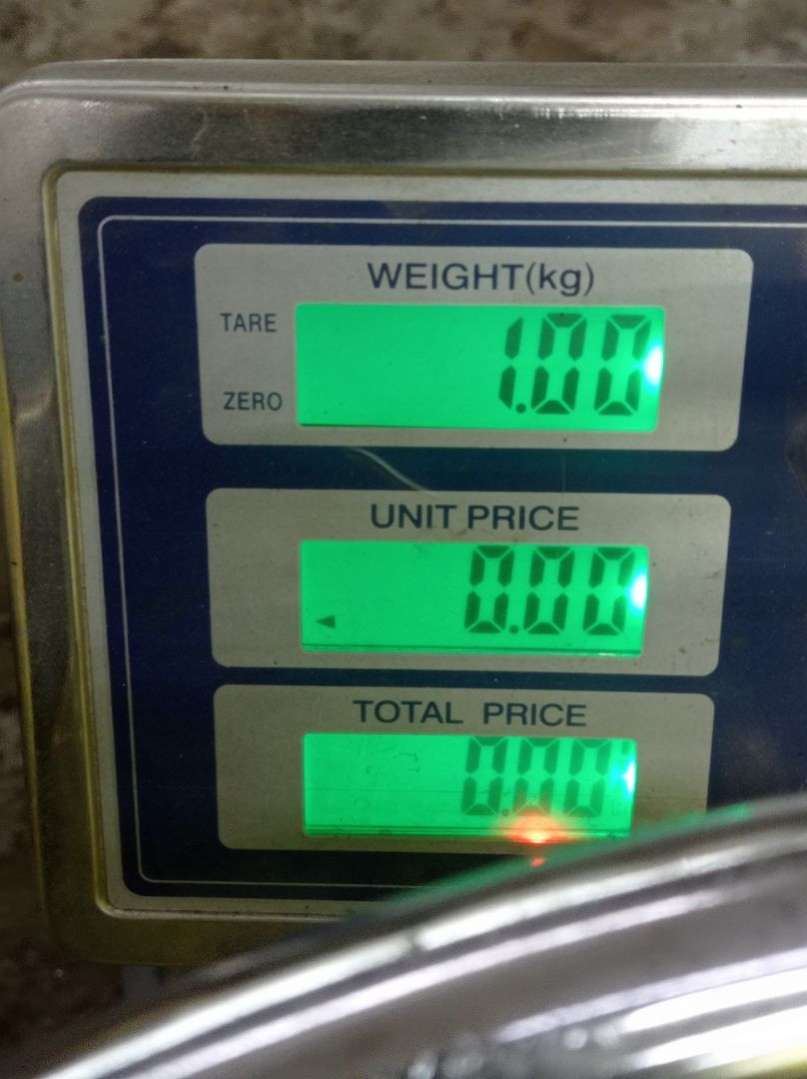 WEIGHT(kg)
TARE
1.00
ZERO
UNIT PRICE
0.00
TOTAL PRICE
0.00